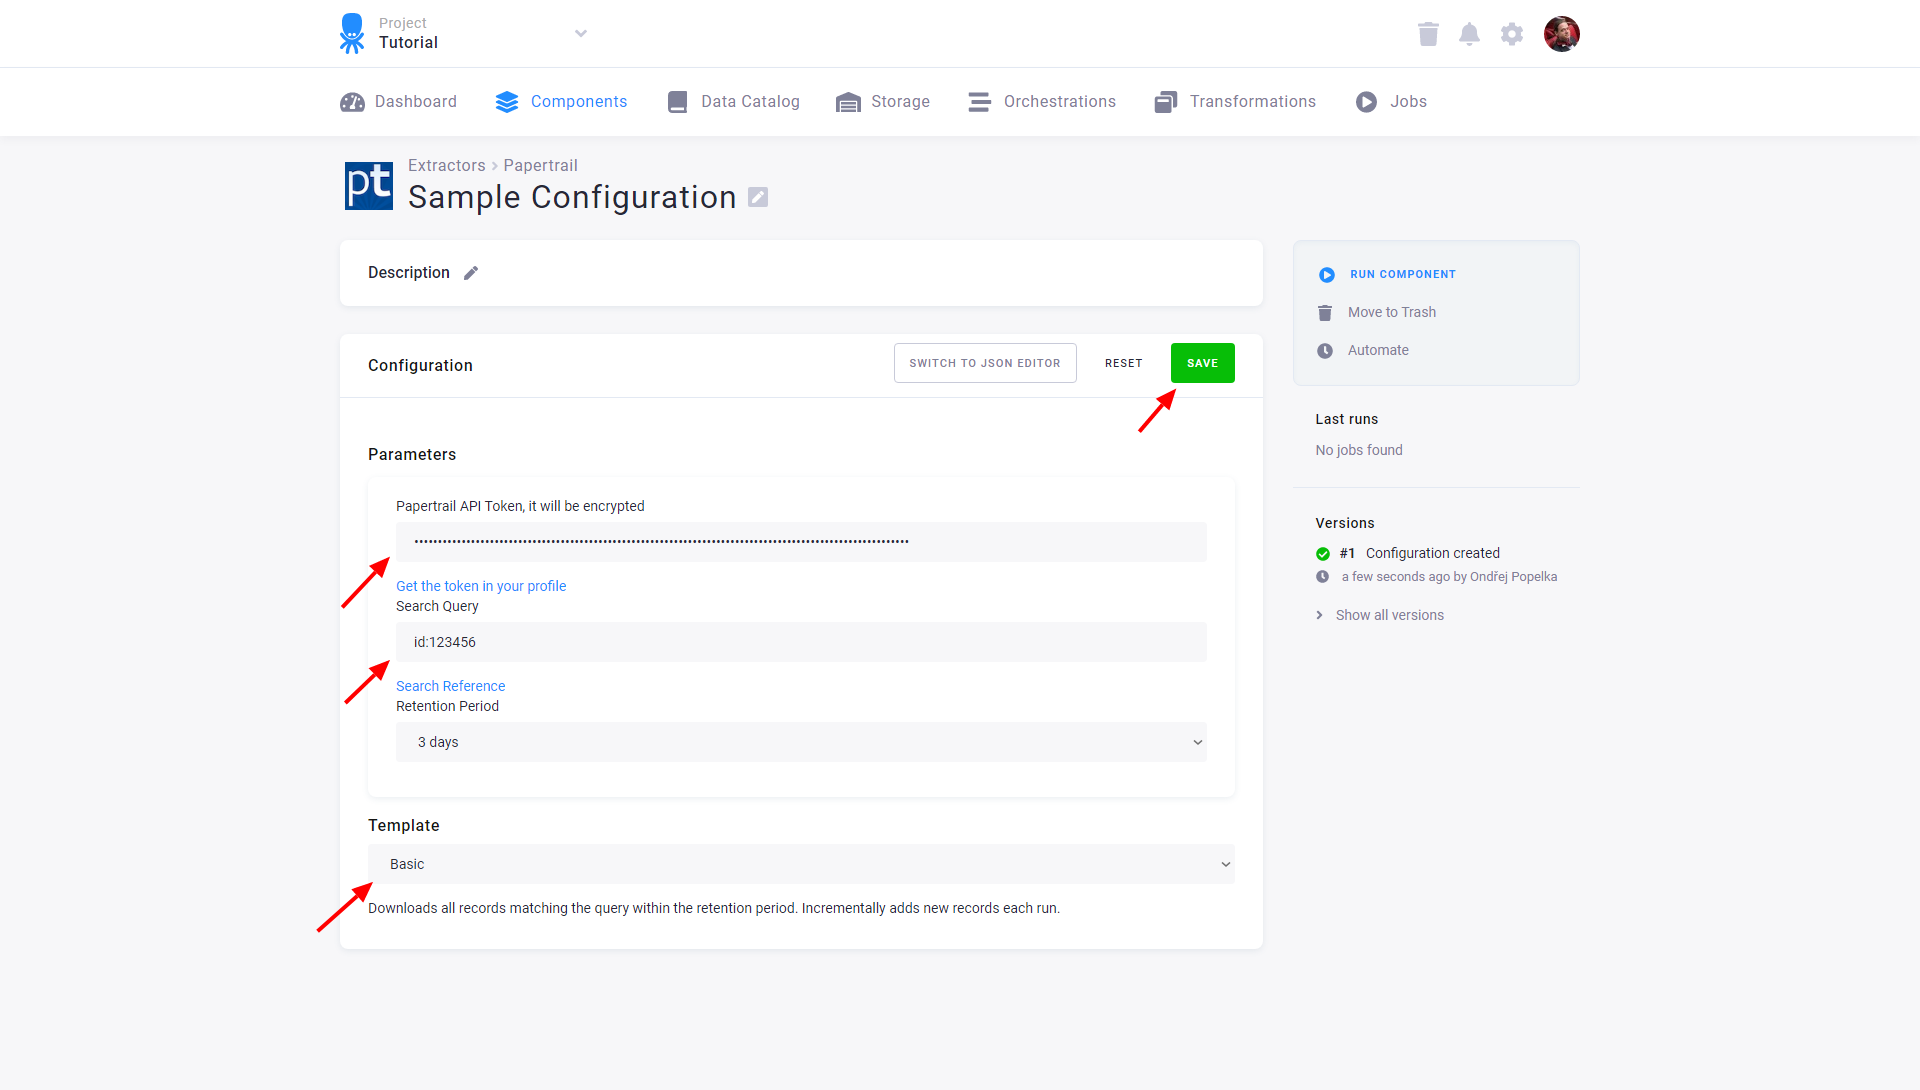 Project
Tutorial
Dashboard
Components
Data Catalog
Storage
Orchestrations
Transformations
Jobs
pt
Extractors
Papertrail
Sample Configuration
Description
Configuration
SWITCH TO JSON EDITOR
RESET
SAVE
Parameters
Papertrail API Token, it will be encrypted
Get the token in your profile
Search Query
id:123456
Search Reference
Retention Period
3 days
Template
Basic
Downloads all records matching the query within the retention period. Incrementally adds new records each run.
RUN COMPONENT
Move to Trash
Automate
Last runs
No jobs found
Versions
#1 Configuration created
a few seconds ago by Ondřej Popelka
Show all versions